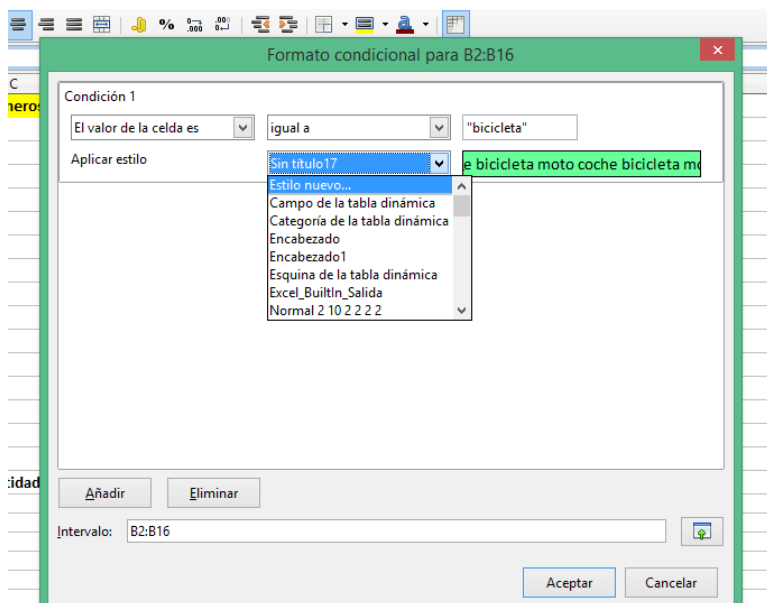 % .000 .00
Formato condicional para B2:B16
C
neros
Condición 1
El valor de la celda es igual a "bicicleta"
Aplicar estilo Sin título17 e bicicleta moto coche bicicleta mo
Estilo nuevo...
Campo de la tabla dinámica
Categoría de la tabla dinámica
Encabezado
Encabezado1
Esquina de la tabla dinámica
Excel_BuiltIn_Salida
Normal 2 10 2 2 2 2
tidad
Añadir Eliminar
Intervalo: B2:B16
Aceptar Cancelar